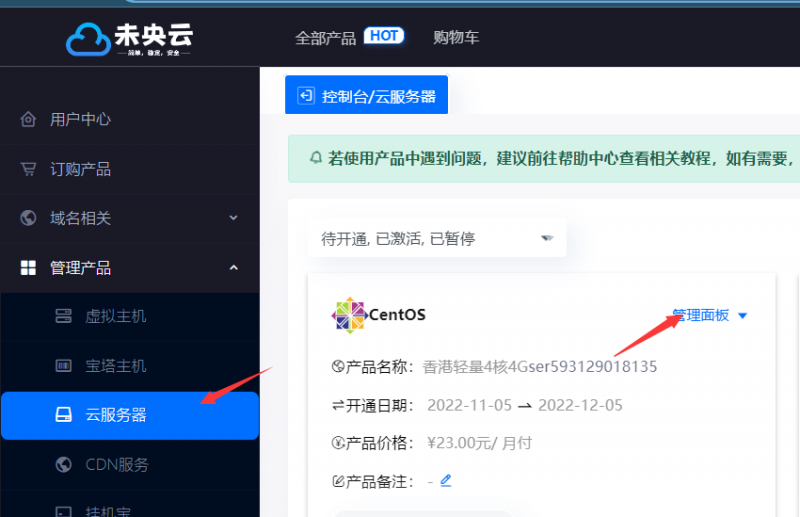 未央云
简单，稳定，安全
全部产品 HOT 购物车
用户中心
订购产品
域名相关
管理产品
虚拟主机
宝塔主机
云服务器
CDN服务
挂机宝
控制台/云服务器
若使用产品中遇到问题，建议前往帮助中心查看相关教程，如有需要，
待开通, 已激活, 已暂停
CentOS 管理面板
产品名称： 香港轻量4核4Gser593129018135
开通日期： 2022-11-05 ⇀ 2022-12-05
产品价格： ¥23.00元/ 月付
产品备注： -